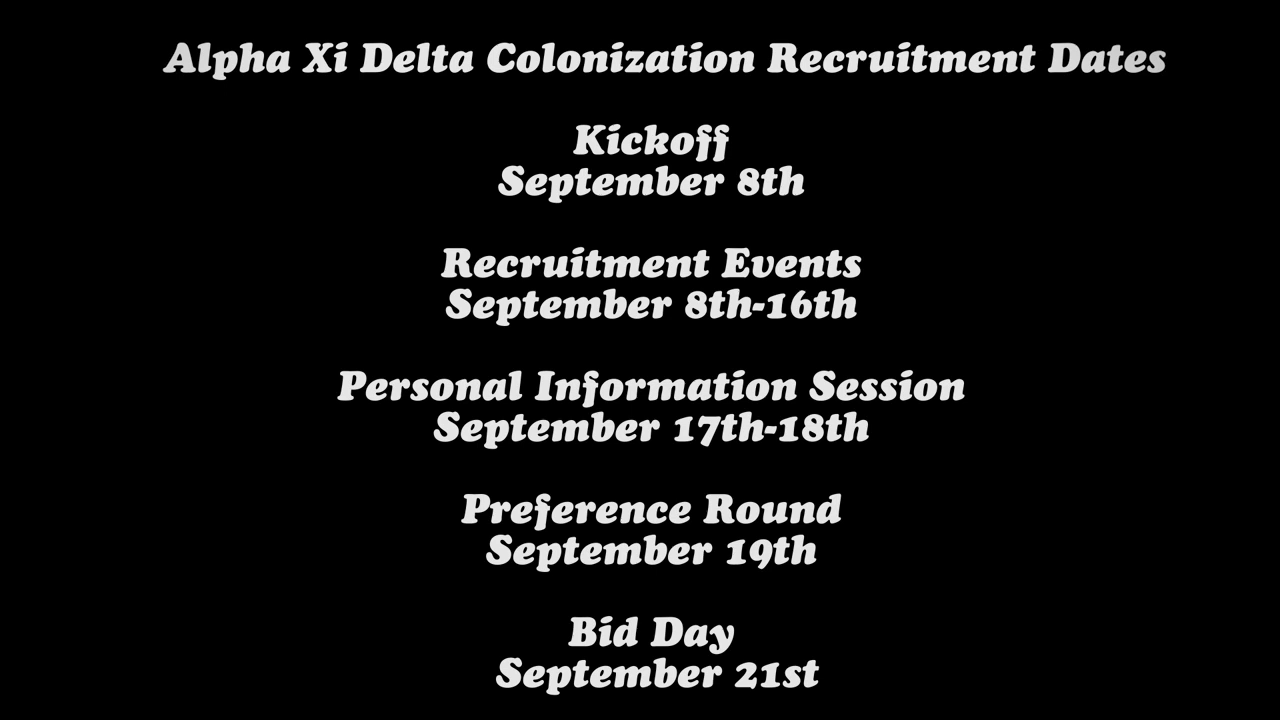 Alpha Xi Delta Colonization Recruitment Dates
Kickoff
September 8th
Recruitment Events
September 8th-16th
Personal Information Session
September 17th-18th
Preference Round
September 19th
Bid Day
September 21st